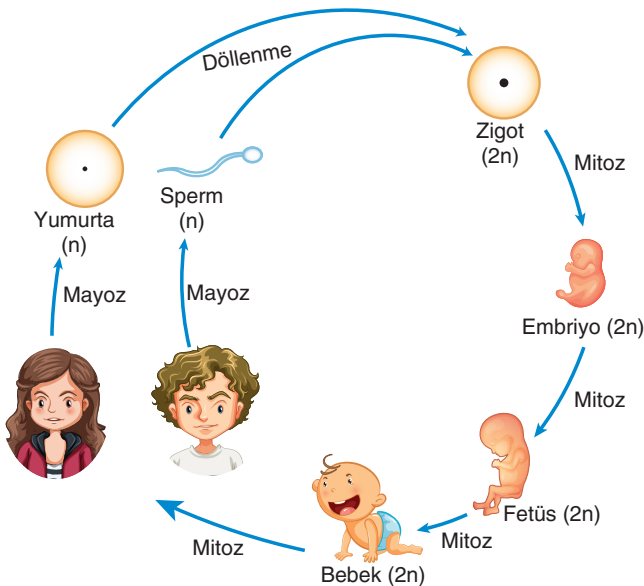 Döllenme
Zigot
(2n)
Yumurta
(n)
Sperm
(n)
Mitoz
Mayoz
Mayoz
Embriyo (2n)
Mitoz
Fetüs (2n)
Mitoz
Bebek (2n)
Mitoz